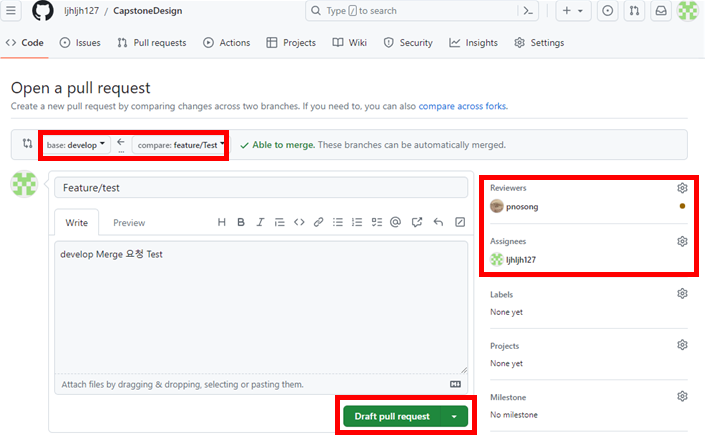 ljhljh127 / CapstoneDesign
Type / to search
Code Issues Pull requests Actions Projects Wiki Security Insights Settings
Open a pull request
Create a new pull request by comparing changes across two branches. If you need to, you can also compare across forks.
base: develop ← compare: feature/Test ✓ Able to merge. These branches can be automatically merged.
...
Feature/test
Write Preview
develop Merge 요청 Test
Attach files by dragging & dropping, selecting or pasting them.
Draft pull request
Reviewers
pnosong
Assignees
ljhljh127
Labels
None yet
Projects
None yet
Milestone
No milestone